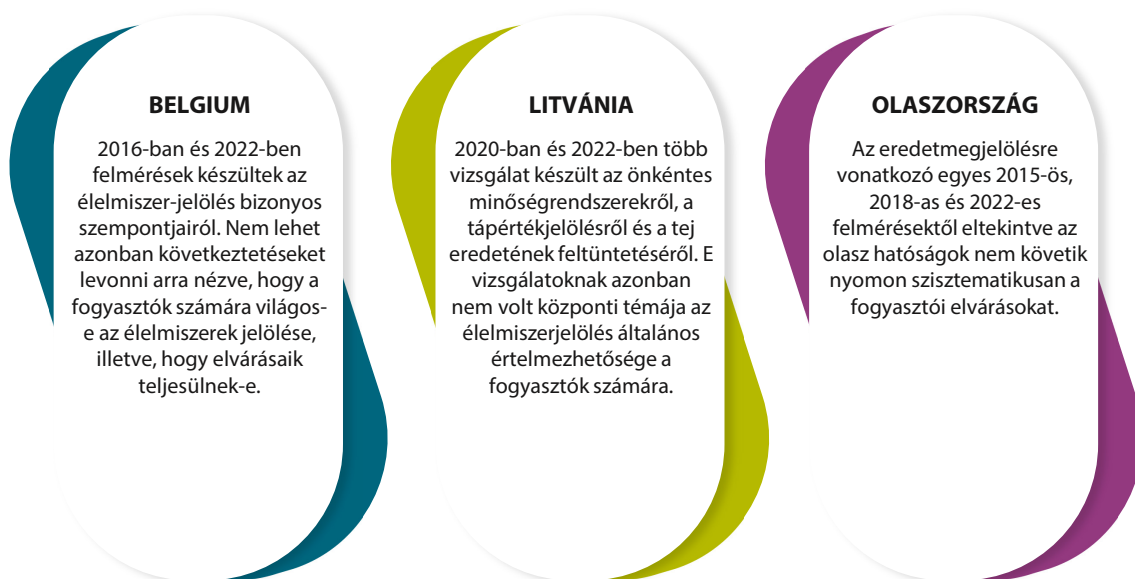 BELGIUM
2016-ban és 2022-ben
felmérések készültek az
élelmiszer-jelölés bizonyos
szempontjairól. Nem lehet
azonban következtetéseket
levonni arra nézve, hogy a
fogyasztók számára világos-
e az élelmiszerek jelölése,
illetve, hogy elvárásaik
teljesülnek-e.
LITVÁNIA
2020-ban és 2022-ben több
vizsgálat készült az önkéntes
minőségrendszerekről, a
tápértékjelölésről és a tej
eredetének feltüntetéséről. E
vizsgálatoknak azonban
nem volt központi témája az
élelmiszerjelölés általános
értelmezhetősége a
fogyasztók számára.
OLASZORSZÁG
Az eredetmegjelölésre
vonatkozó egyes 2015-ös,
2018-as és 2022-es
felmérésektől eltekintve az
olasz hatóságok nem követik
nyomon szisztematikusan a
fogyasztói elvárásokat.